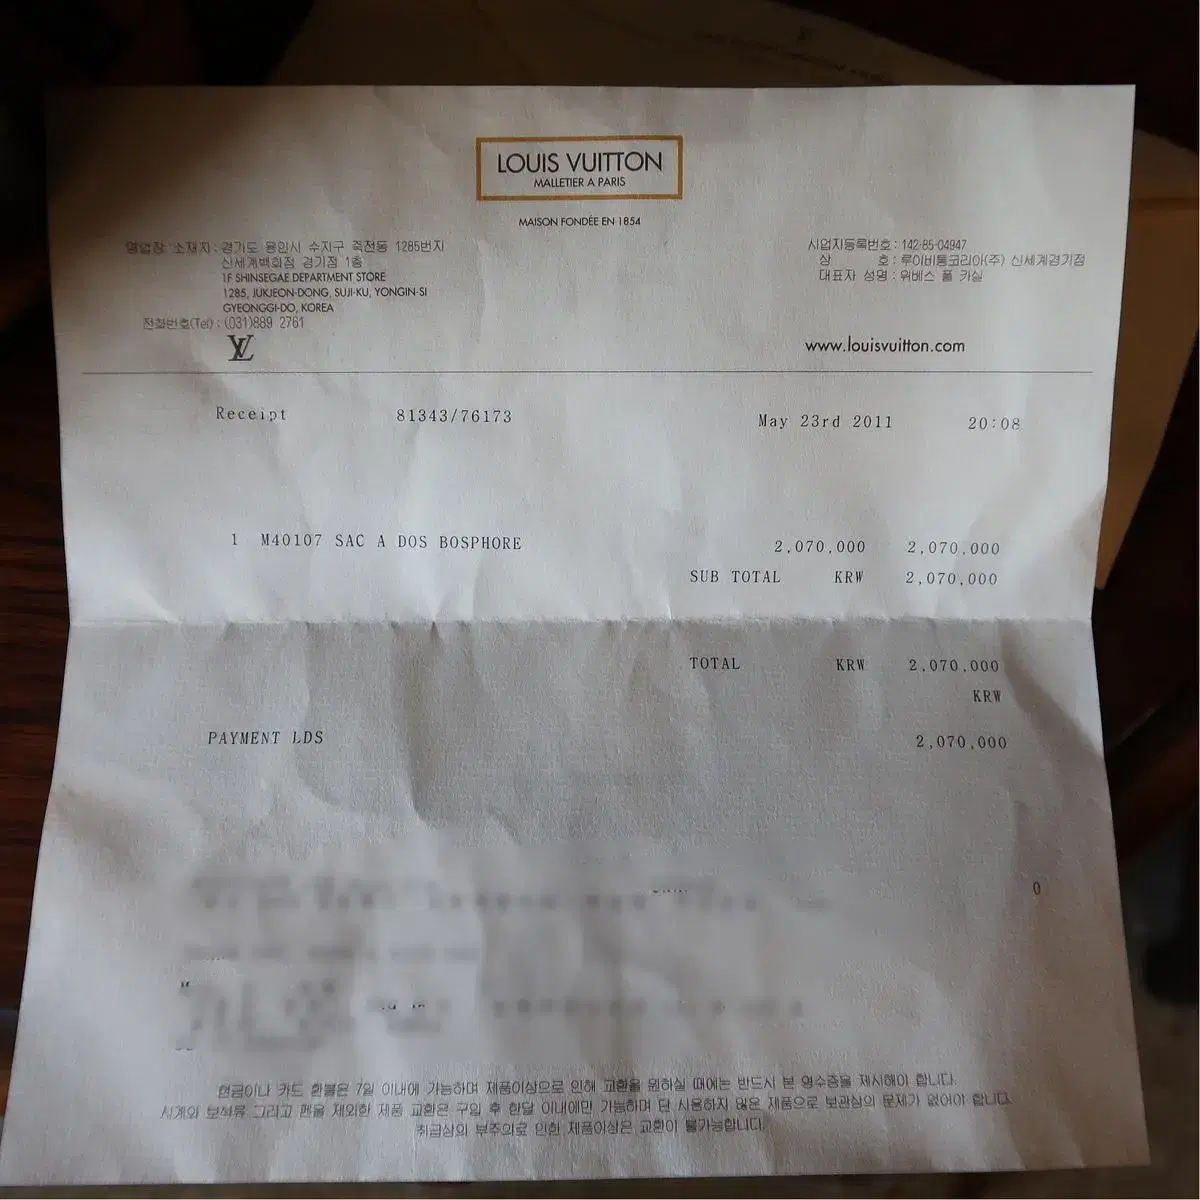 LOUIS VUITTON
MALLETIER A PARIS
MAISON FONDÉE EN 1854
영업장 소재지 : 경기도 용인시 수지구 죽전동 1285번지
신세계백화점 경기점 1층
1F SHINSEGAE DEPARTMENT STORE
1285, JUKJEON-DONG, SUJI-KU, YONGIN-SI
GYEONGGI-DO, KOREA
전화번호(Tel) : (031)889 2761
사업자등록번호 : 142-85-04947
상 호 : 루이비통코리아(주) 신세계경기점
대표자 성명 : 위베스 폴 카실
LV
www.louisvuitton.com
Receipt 81343/76173 May 23rd 2011 20:08
1 M40107 SAC A DOS BOSPHORE 2,070,000 2,070,000
SUB TOTAL KRW 2,070,000
TOTAL KRW 2,070,000
KRW
PAYMENT LDS 2,070,000
0
현금이나 카드 환불은 7일 이내에 가능하며 제품이상으로 인해 교환을 원하실 때에는 반드시 본 영수증을 제시해야 합니다.
시계와 보석류 그리고 펜을 제외한 제품 교환은 구입 후 한달 이내에만 가능하며 단 사용하지 않은 제품으로 보관상의 문제가 없어야 합니다.
취급상의 부주의로 인한 제품이상은 교환이 불가능합니다.